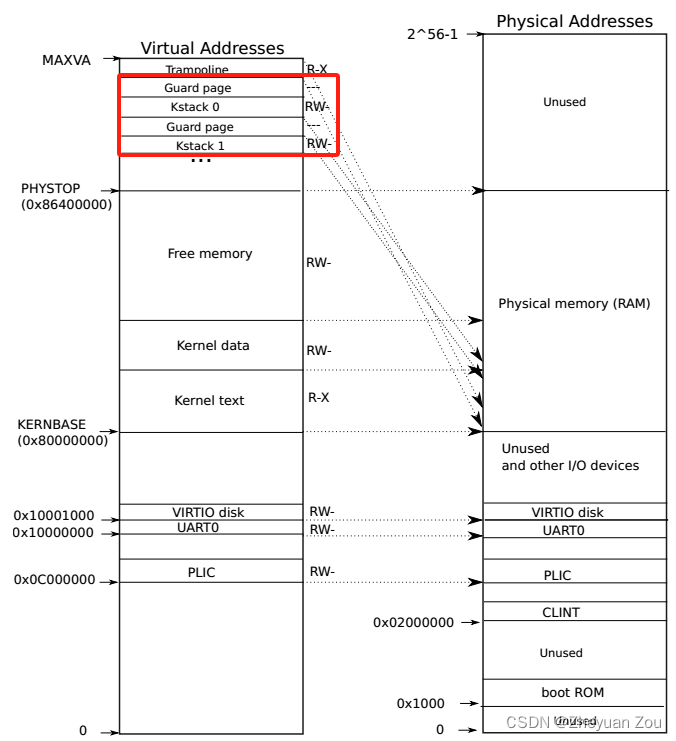 Physical Addresses
2^56-1
Virtual Addresses
MAXVA
Trampoline
R-X
Guard page
---
Unused
Kstack 0
RW-
Guard page
---
Kstack 1
RW-
...
PHYSTOP
(0x86400000)
Free memory
RW-
Physical memory (RAM)
Kernel data
RW-
Kernel text
R-X
KERNBASE
(0x80000000)
Unused
and other I/O devices
0x10001000
VIRTIO disk
RW-
VIRTIO disk
0x10000000
UART0
RW-
UART0
0x0C000000
PLIC
RW-
PLIC
CLINT
0x02000000
Unused
boot ROM
0x1000
Unused
0
0
CSDN @Zheyuan Zou